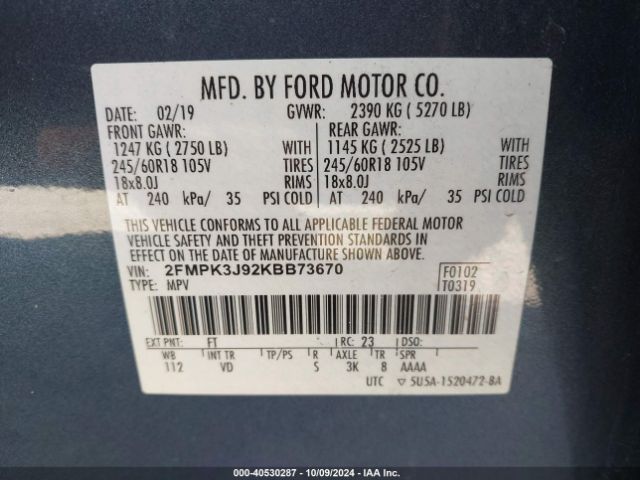 MFD. BY FORD MOTOR CO.
DATE: 02/19 GVWR: 2390 KG ( 5270 LB)
FRONT GAWR: REAR GAWR:
1247 KG ( 2750 LB) WITH 1145 KG ( 2525 LB) WITH
245/60R18 105V TIRES 245/60R18 105V TIRES
18x8.0J RIMS 18x8.0J RIMS
AT 240 kPa/ 35 PSI COLD AT 240 kPa/ 35 PSI COLD
THIS VEHICLE CONFORMS TO ALL APPLICABLE FEDERAL MOTOR
VEHICLE SAFETY AND THEFT PREVENTION STANDARDS IN
EFFECT ON THE DATE OF MANUFACTURE SHOWN ABOVE.
VIN: 2FMPK3J92KBB73670 F0102
TYPE: MPV T0319
EXT PNT: FT RC: 23 DSO:
WB INT TR TP/PS R AXLE TR SPR
112 VD S 3K 8 AAAA
UTC ▽ 5U5A-1520472-BA
000-40530287 - 10/09/2024 - IAAI.COM